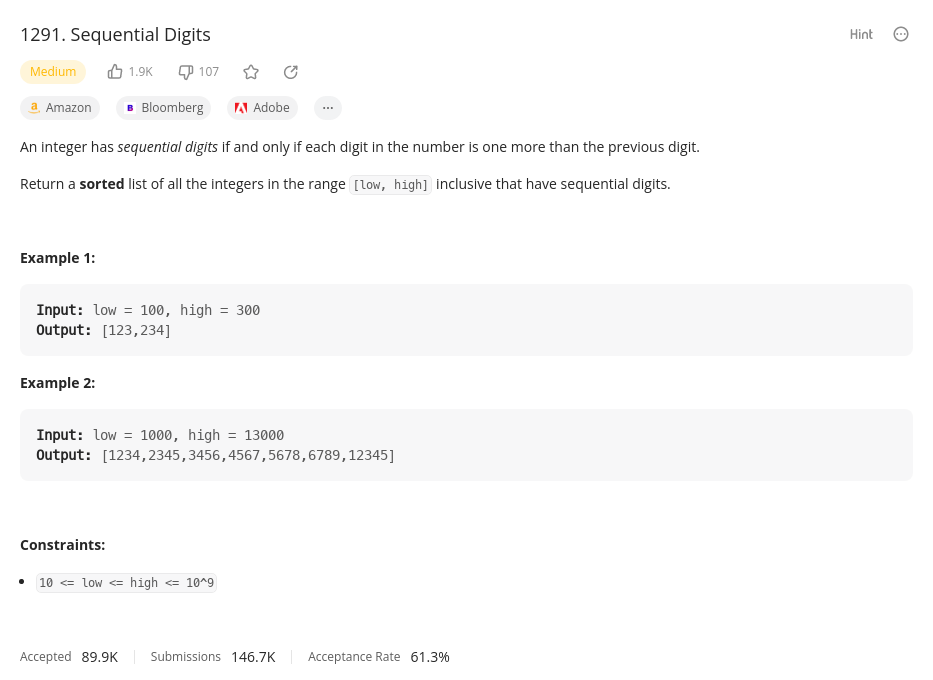 1291. Sequential Digits
Hint
Medium 1.9K 107
a Amazon B Bloomberg Adobe ...
An integer has sequential digits if and only if each digit in the number is one more than the previous digit.
Return a sorted list of all the integers in the range [low, high] inclusive that have sequential digits.
Example 1:
Input: low = 100, high = 300
Output: [123,234]
Example 2:
Input: low = 1000, high = 13000
Output: [1234,2345,3456,4567,5678,6789,12345]
Constraints:
• 10 <= low <= high <= 10^9
Accepted 89.9K Submissions 146.7K Acceptance Rate 61.3%